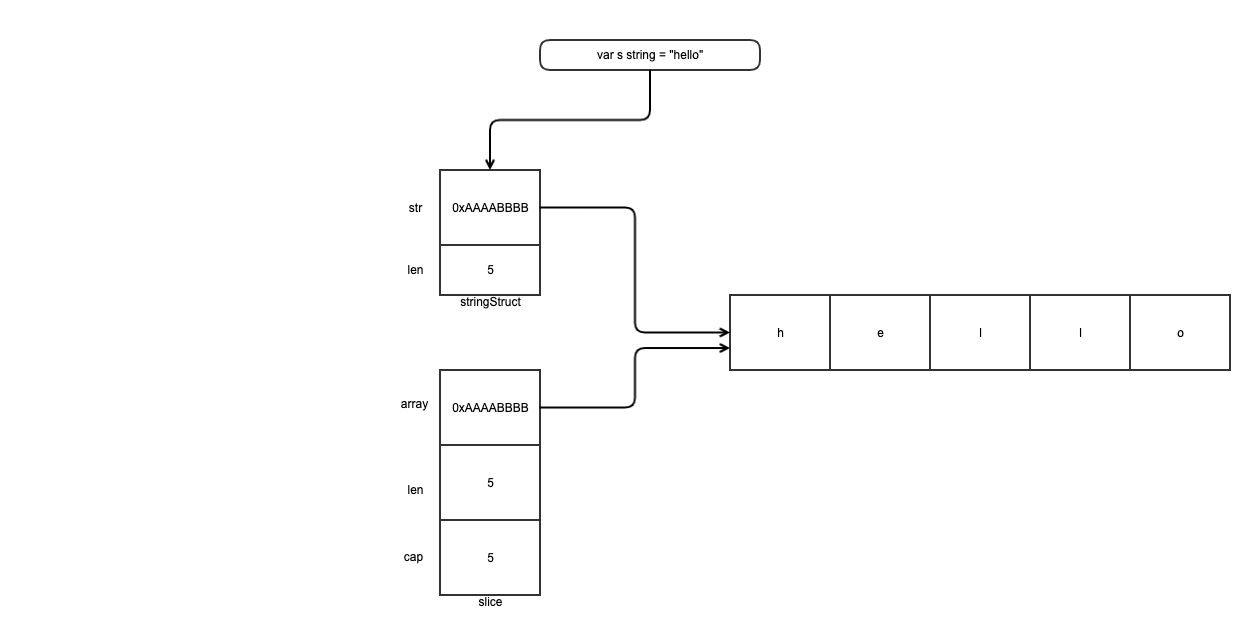 var s string = "hello"
str
0xAAAABBBB
len
5
stringStruct
h e l l o
array
0xAAAABBBB
len
5
cap
5
slice